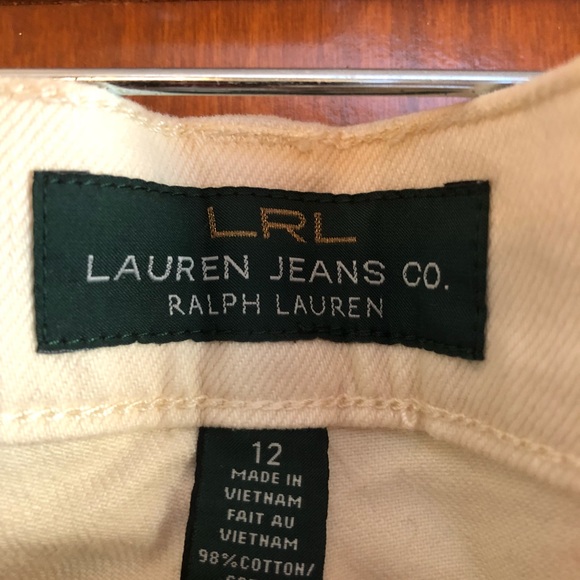 LRL
LAUREN JEANS CO.
RALPH LAUREN
12
MADE IN
VIETNAM
FAIT AU
VIETNAM
98%COTTON/